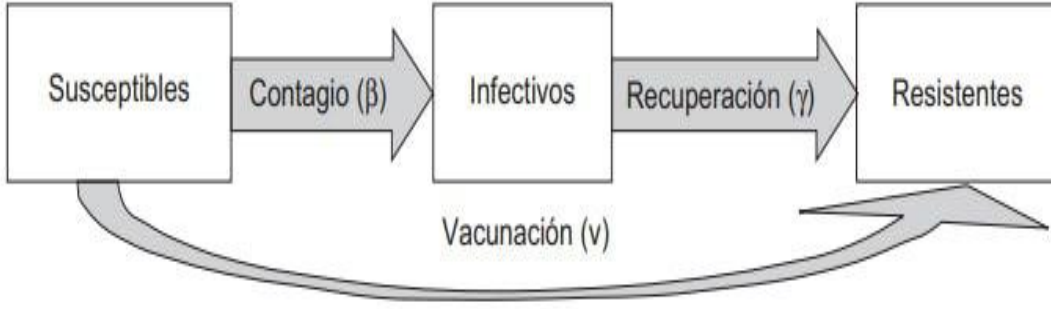 Susceptibles
Contagio (β)
Infectivos
Recuperación (γ)
Resistentes
Vacunación (v)